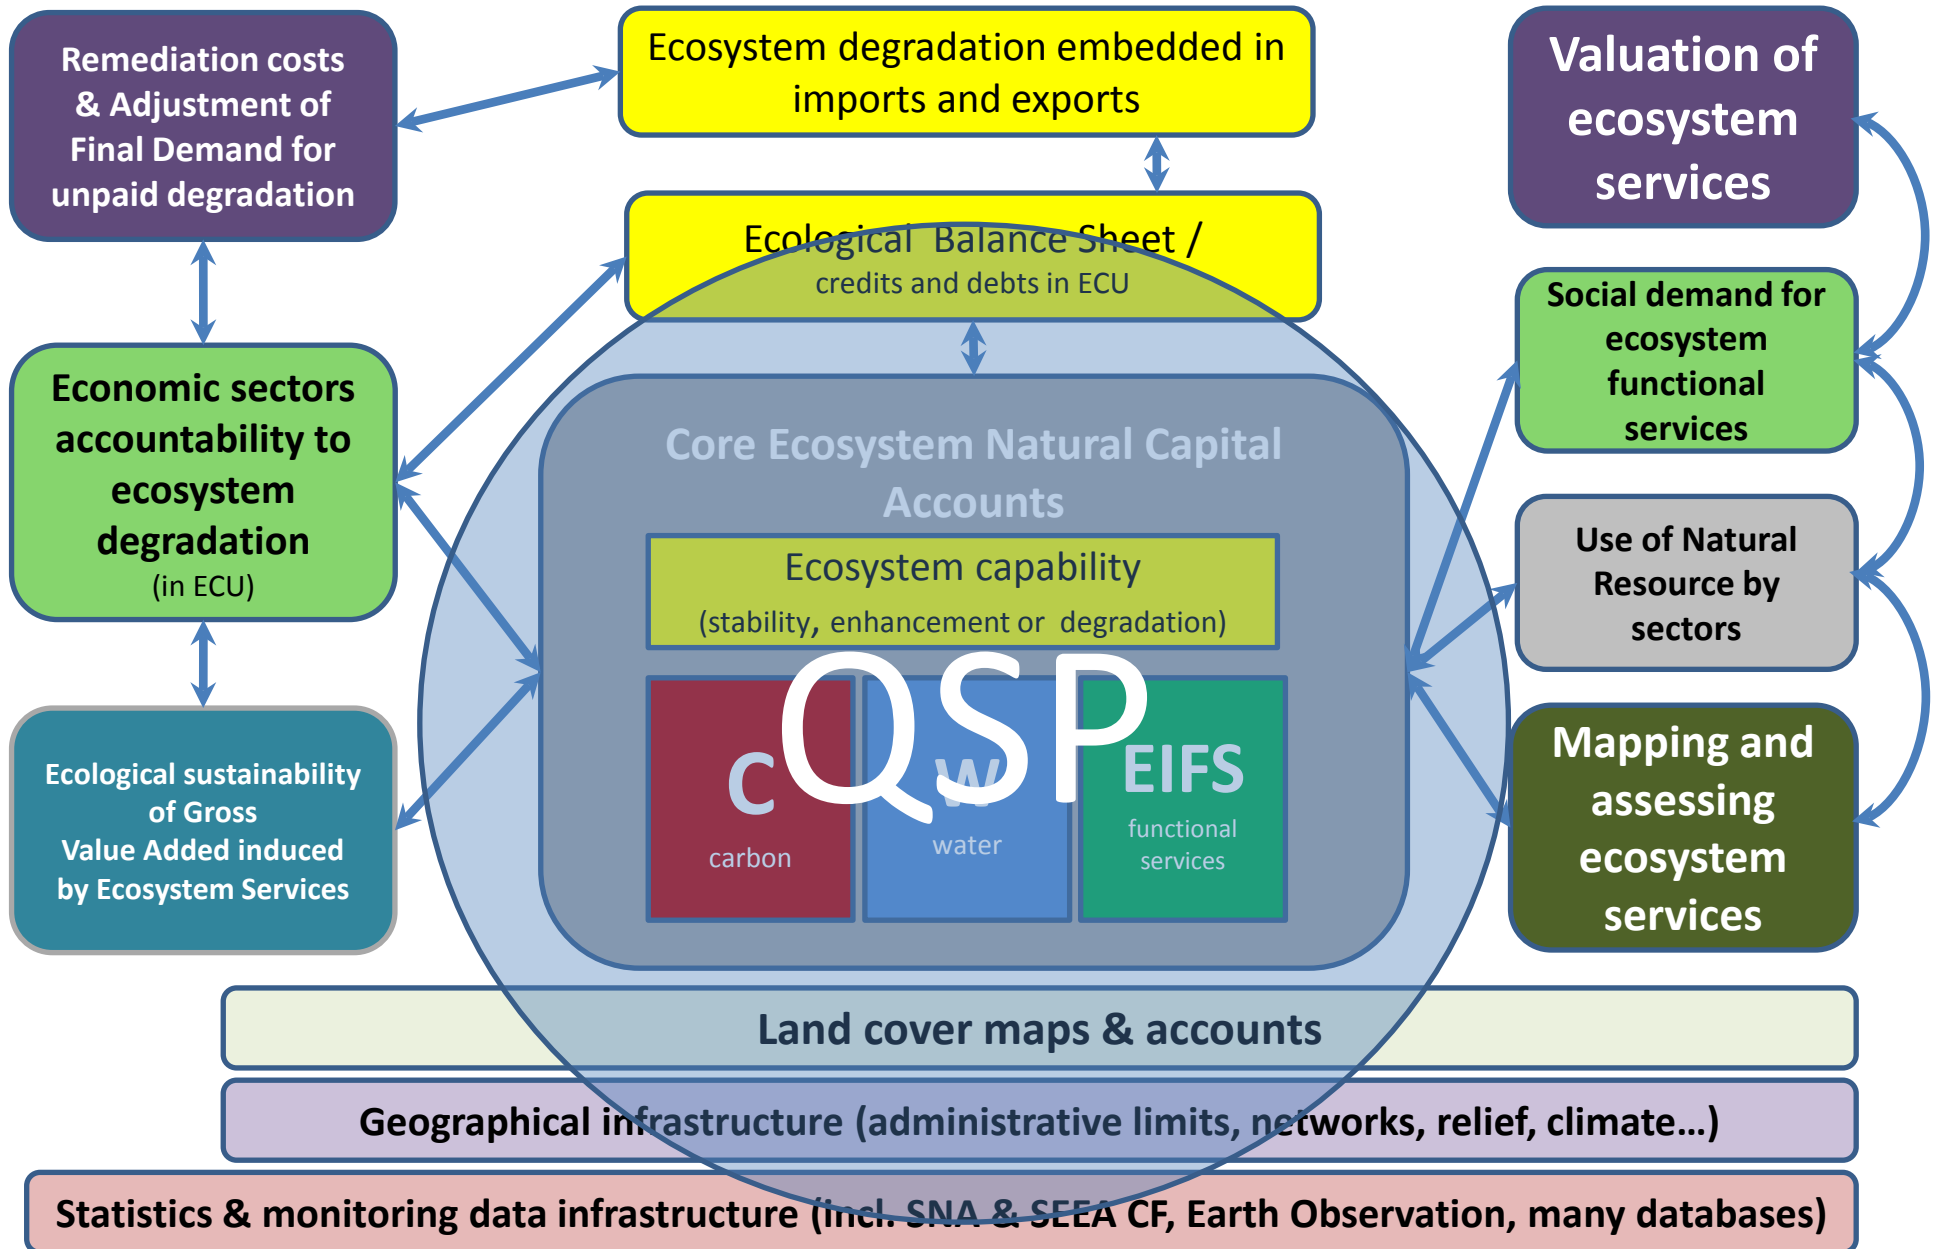 Remediation costs
& Adjustment of
Final Demand for
unpaid degradation
Ecosystem degradation embedded in
imports and exports
Valuation of
ecosystem
services
Ecological Balance Sheet /
credits and debts in ECU
Social demand for
ecosystem
functional
services
Economic sectors
accountability to
ecosystem
degradation
(in ECU)
Core Ecosystem Natural Capital
Accounts
Ecosystem capability
(stability, enhancement or degradation)
Use of Natural
Resource by
sectors
QSP
C
carbon
W
water
EIFS
functional
services
Ecological sustainability
of Gross
Value Added induced
by Ecosystem Services
Mapping and
assessing
ecosystem
services
Land cover maps & accounts
Geographical infrastructure (administrative limits, networks, relief, climate…)
Statistics & monitoring data infrastructure (incl. SNA & SEEA CF, Earth Observation, many databases)